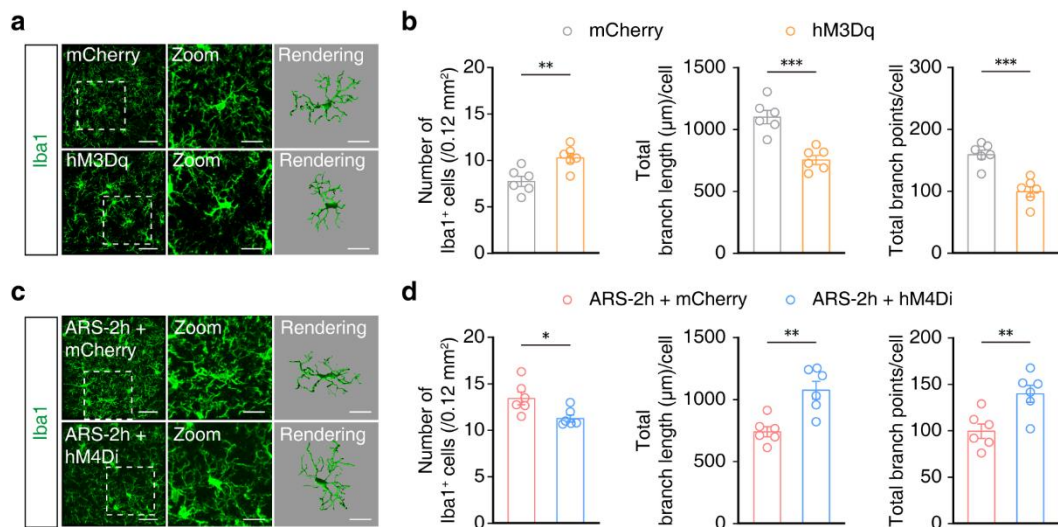 a
Iba1
mCherry
Zoom
Rendering
hM3Dq
Zoom
Rendering
b
mCherry
hM3Dq
Number of
Iba1⁺ cells (/0.12 mm²)
20
15
10
5
0
**
Total
branch length (μm)/cell
1500
1000
500
0
***
Total branch points/cell
300
200
100
0
***
c
Iba1
ARS-2h +
mCherry
Zoom
Rendering
ARS-2h +
hM4Di
Zoom
Rendering
d
ARS-2h + mCherry
ARS-2h + hM4Di
Number of
Iba1⁺ cells (/0.12 mm²)
20
15
10
5
0
*
Total
branch length (μm)/cell
1500
1000
500
0
**
Total branch points/cell
200
150
100
50
0
**